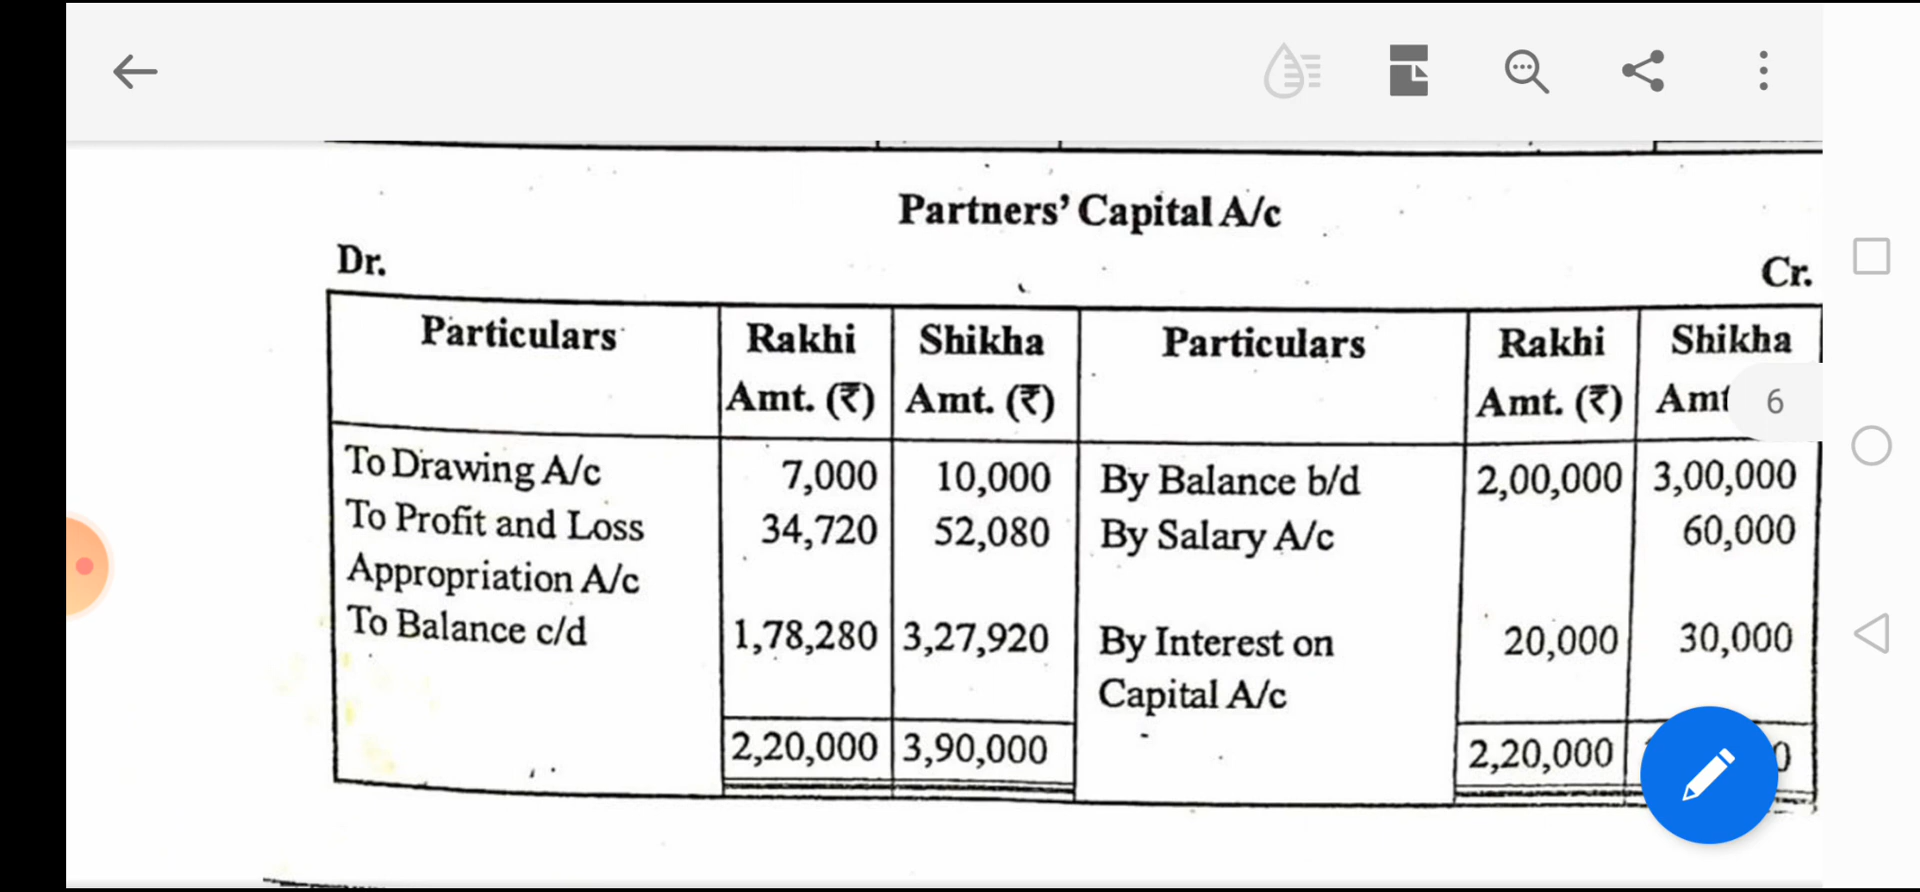 Partners' Capital A/c
Dr. Cr.
Particulars Rakhi Shikha Particulars Rakhi Shikha
Amt. (₹) Amt. (₹) Amt. (₹) 6
To Drawing A/c 7,000 10,000 By Balance b/d 2,00,000 3,00,000
To Profit and Loss 34,720 52,080 By Salary A/c 60,000
Appropriation A/c
To Balance c/d 1,78,280 3,27,920 By Interest on 20,000 30,000
Capital A/c
2,20,000 3,90,000 2,20,000